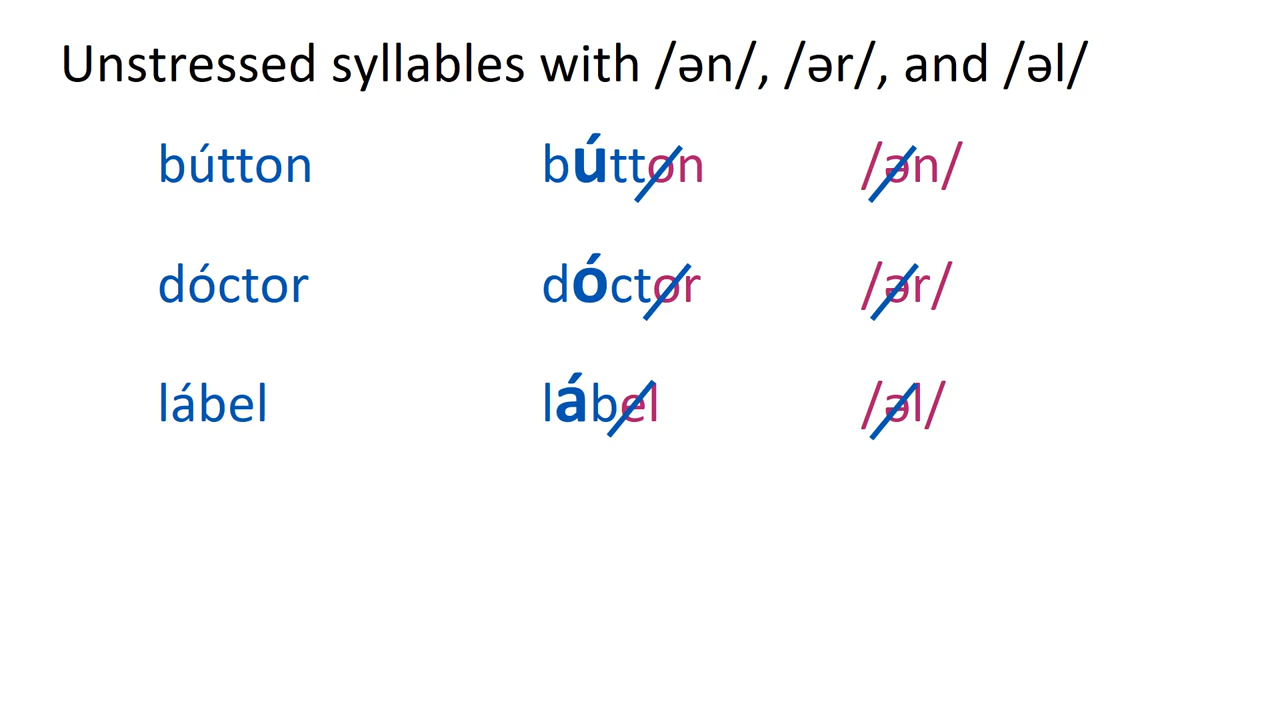 Unstressed syllables with /ən/, /ər/, and /əl/
bútton bútton /ən/
dóctor dóctor /ər/
lábel lábel /əl/